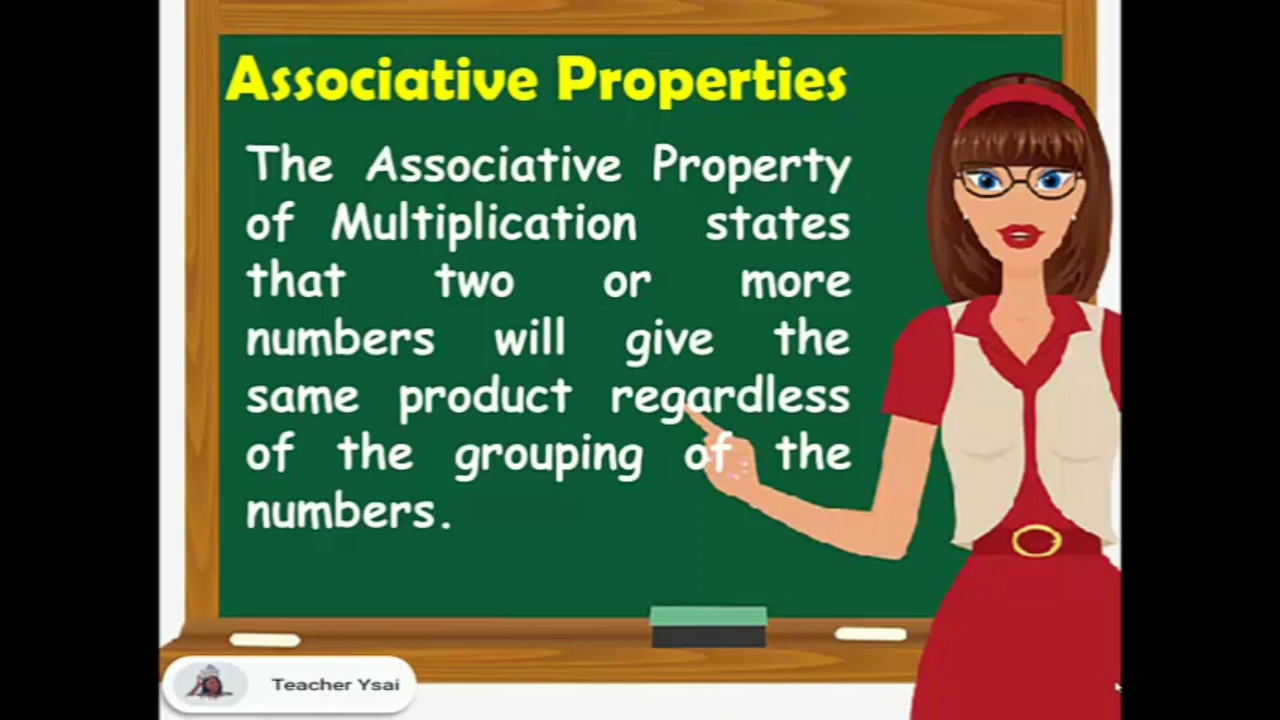 Associative Properties
The Associative Property
of Multiplication states
that two or more
numbers will give the
same product regardless
of the grouping of the
numbers.
Teacher Ysai